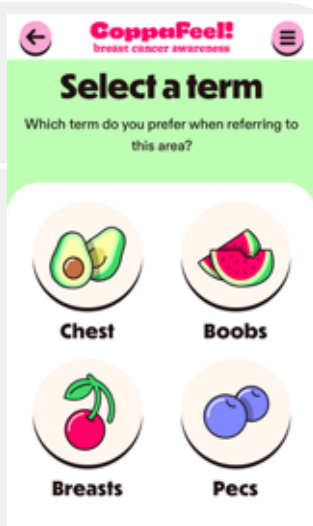 CoppaFeel!
breast cancer awareness
Select a term
Which term do you prefer when referring to
this area?
Chest
Boobs
Breasts
Pecs